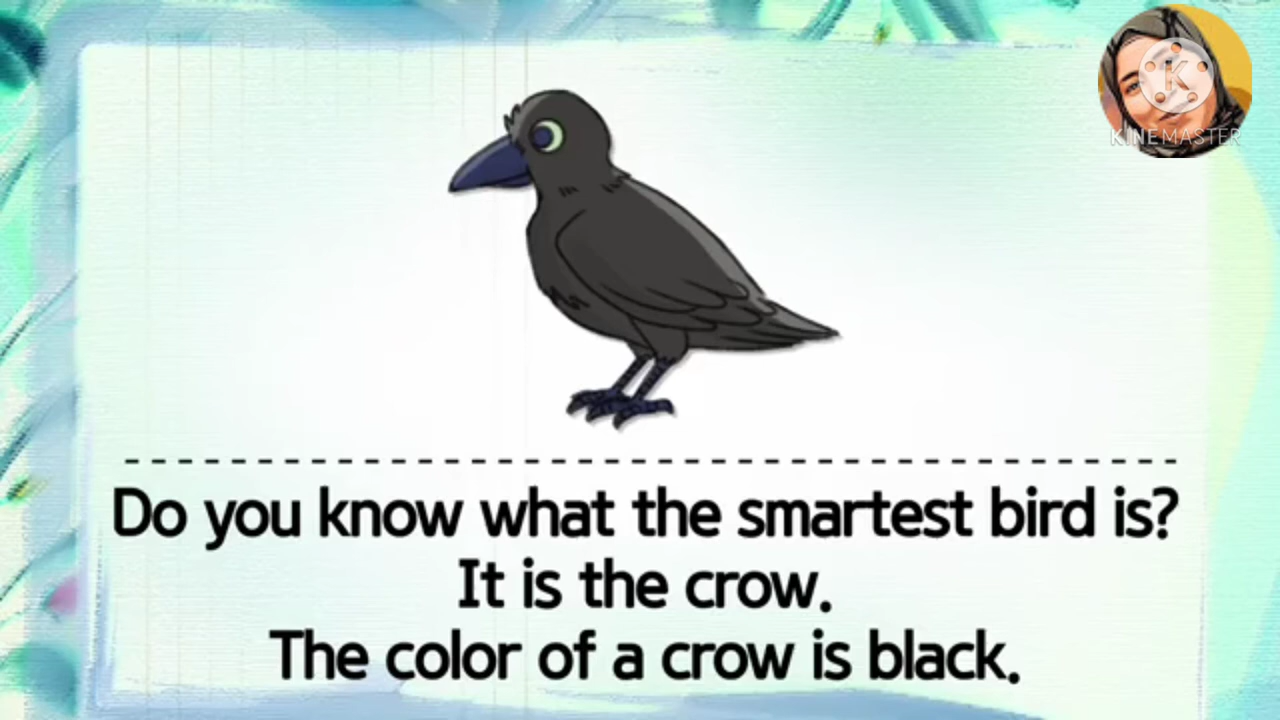 KINEMASTER
Do you know what the smartest bird is?
It is the crow.
The color of a crow is black.